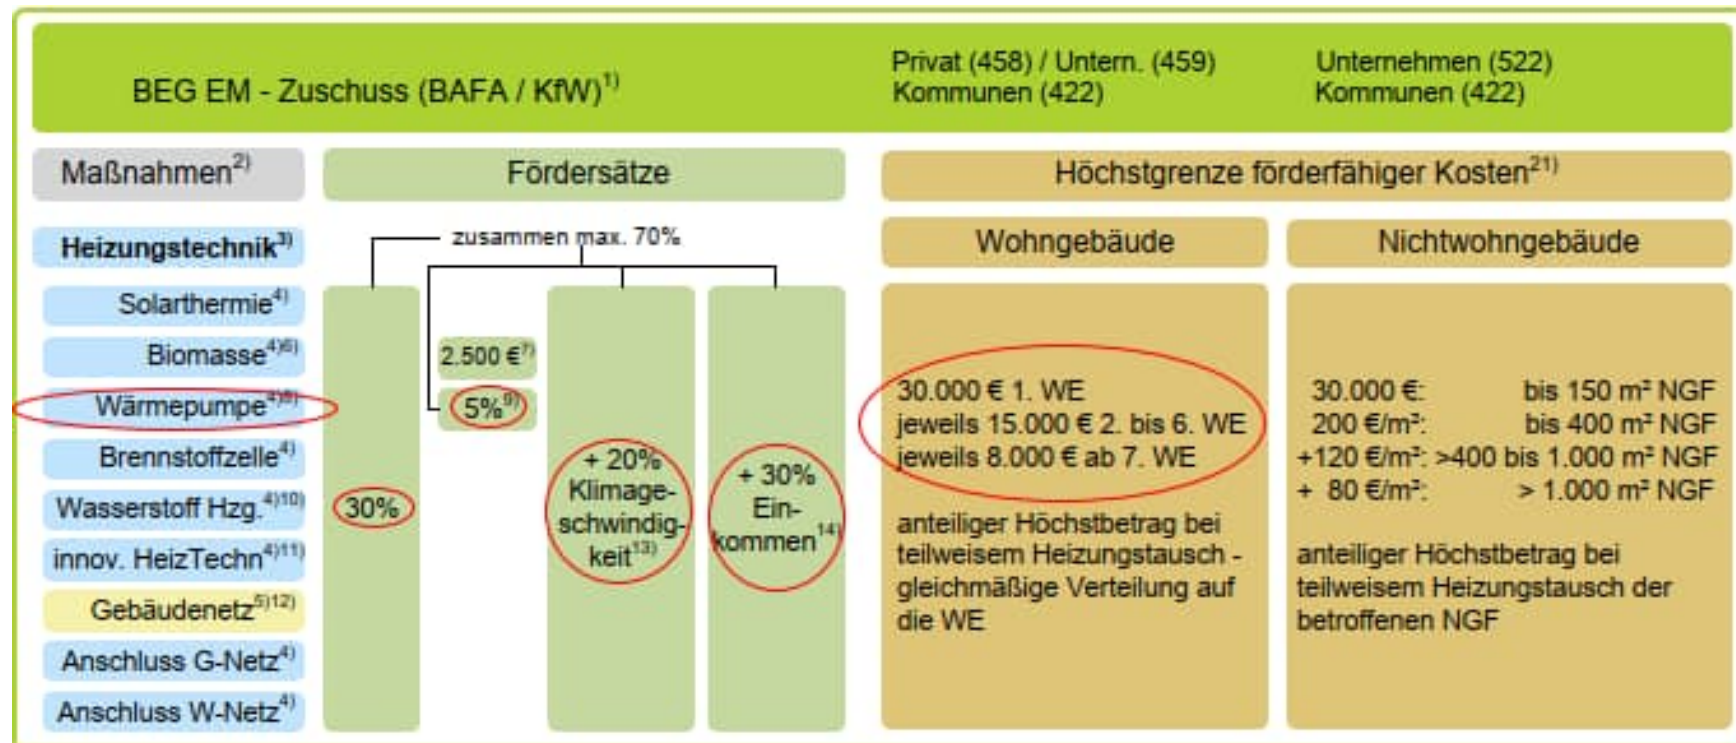 BEG EM - Zuschuss (BAFA / KfW)1)
Privat (458) / Untern. (459)
Kommunen (422)
Unternehmen (522)
Kommunen (422)
Maßnahmen2)
Fördersätze
Höchstgrenze förderfähiger Kosten21)
Heizungstechnik3)
zusammen max. 70%
Wohngebäude
Nichtwohngebäude
Solarthermie4)
Biomasse4)6)
Wärmepumpe4)8)
Brennstoffzelle4)
Wasserstoff Hzg.4)10)
innov. HeizTechn4)11)
Gebäudenetz5)12)
Anschluss G-Netz4)
Anschluss W-Netz4)
30%
2.500 €7)
5%9)
+ 20%
Klimage-
schwindig-
keit13)
+ 30%
Ein-
kommen14)
30.000 € 1. WE
jeweils 15.000 € 2. bis 6. WE
jeweils 8.000 € ab 7. WE
anteiliger Höchstbetrag bei
teilweisem Heizungstausch -
gleichmäßige Verteilung auf
die WE
30.000 €: bis 150 m² NGF
200 €/m²: bis 400 m² NGF
+120 €/m²: >400 bis 1.000 m² NGF
+ 80 €/m²: > 1.000 m² NGF
anteiliger Höchstbetrag bei
teilweisem Heizungstausch der
betroffenen NGF